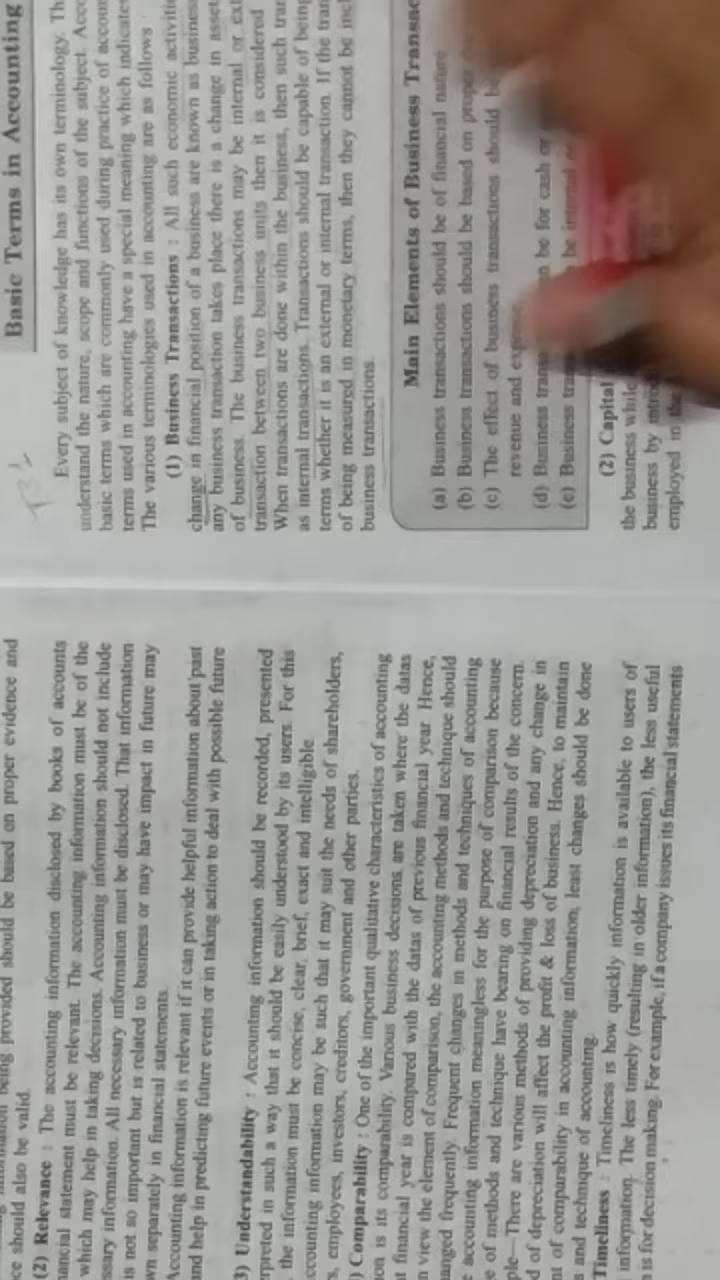 being provided should be based on proper evidence and
ce should also be valid.
(2) Relevance : The accounting information disclosed by books of accounts
ancial statement must be relevant. The accounting information must be of the
which may help in taking decisions. Accounting information should not include
ssary information. All necessary information must be disclosed. That information
is not so important but is related to business or may have impact in future may
wn separately in financial statements.
Accounting information is relevant if it can provide helpful information about past
nd help in predicting future events or in taking action to deal with possible future
3) Understandability : Accounting information should be recorded, presented
rpreted in such a way that it should be easily understood by its users. For this
the information must be concise, clear, brief, exact and intelligible
ccounting information may be such that it may suit the needs of shareholders,
s, employees, investors, creditors, government and other parties.
) Comparability : One of the important qualitative characteristics of accounting
ion is its comparability. Various business decisions are taken where the datas
t financial year is compared with the datas of previous financial year Hence,
n view the element of comparison, the accounting methods and technique should
anged frequently. Frequent changes in methods and techniques of accounting
e accounting information meaningless for the purpose of comparison because
e of methods and technique have bearing on financial results of the concern.
le—There are various methods of providing depreciation and any change in
d of depreciation will affect the profit & loss of business. Hence, to maintain
nt of comparability in accounting information, least changes should be done
s and technique of accounting
Timeliness : Timeliness is how quickly information is available to users of
information. The less timely (resulting in older information), the less useful
is for decision making. For example, if a company issues its financial statements
Basic Terms in Accounting
Every subject of knowledge has its own terminology. Th
understand the nature, scope and functions of the subject. Acc
basic terms which are commonly used during practice of accoun
terms used in accounting have a special meaning which indicates
The various terminologies used in accounting are as follows
(1) Business Transactions : All such economic activiti
change in financial position of a business are known as business
any business transaction takes place there is a change in asset
of business. The business transactions may be internal or ext
transaction between two business units then it is considered
When transactions are done within the business, then such tran
as internal transactions. Transactions should be capable of being
terms whether it is an external or internal transaction. If the tran
of being measured in monetary terms, then they cannot be incl
business transactions
Main Elements of Business Transac
(a) Business transactions should be of financial nature
(b) Business transactions should be based on proper
(c) The effect of business transactions should be
revenue and
(d) Business be for cash or
(e) Business be internal
(2) Capital
the business while
business by
employed in the